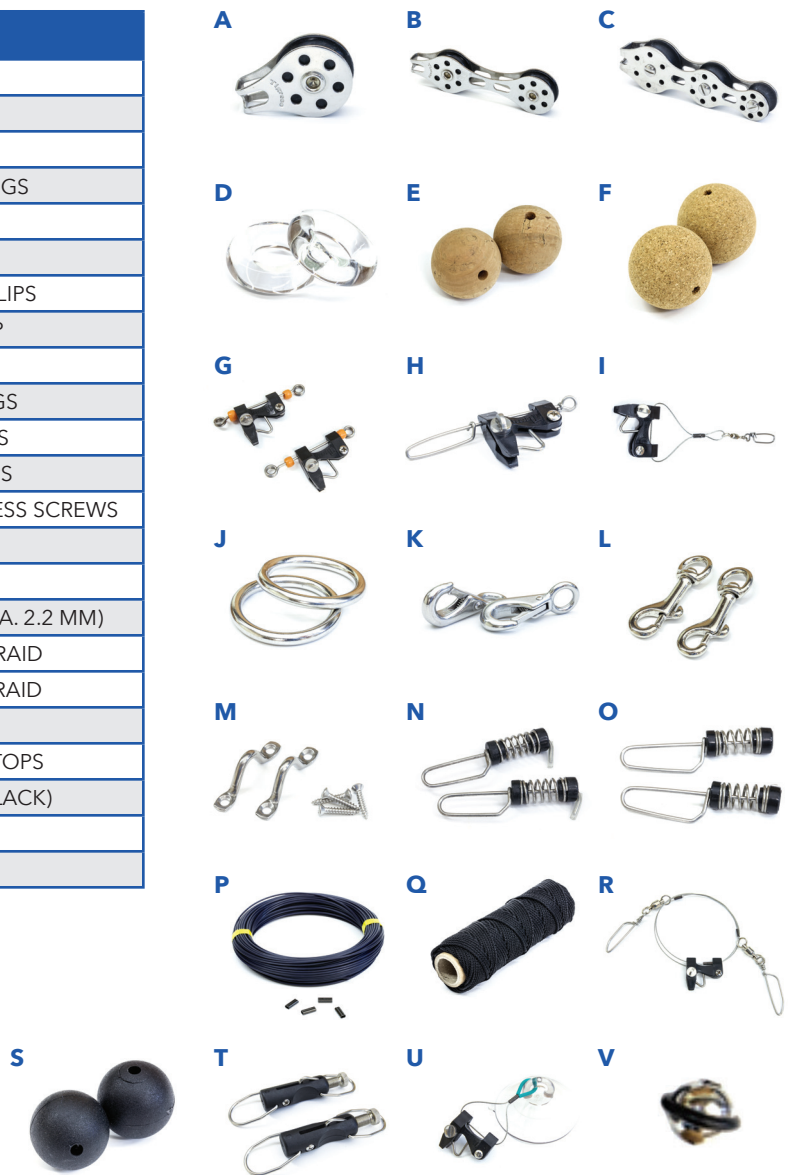 GS
LIPS
P
GS
S
S
ESS SCREWS
A. 2.2 MM)
RAID
RAID
TOPS
LACK)
A B C
D E F
G H I
J K L
M N O
P Q R
S T U V